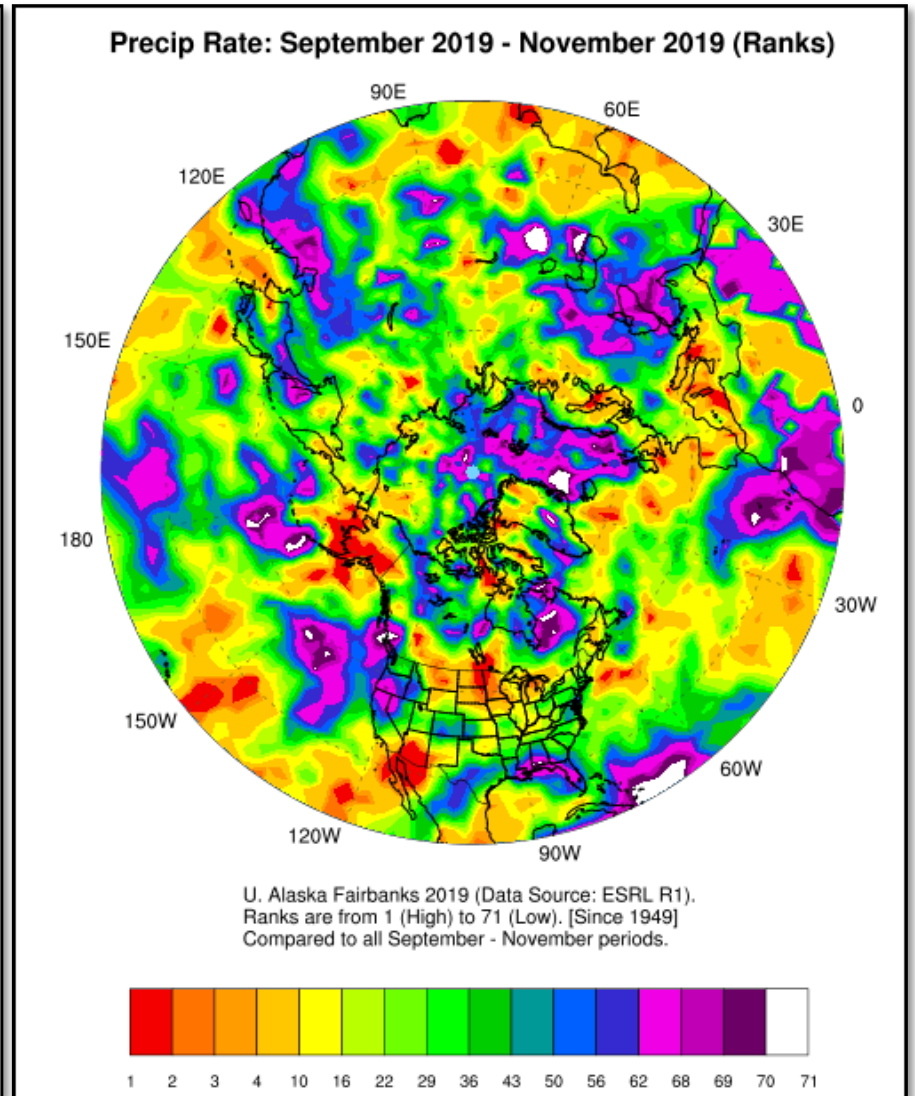 Precip Rate: September 2019 - November 2019 (Ranks)
90E
60E
120E
30E
150E
0
180
30W
150W
60W
120W
90W
U. Alaska Fairbanks 2019 (Data Source: ESRL R1).
Ranks are from 1 (High) to 71 (Low). [Since 1949]
Compared to all September - November periods.
1 2 3 4 10 16 22 29 36 43 50 56 62 68 69 70 71